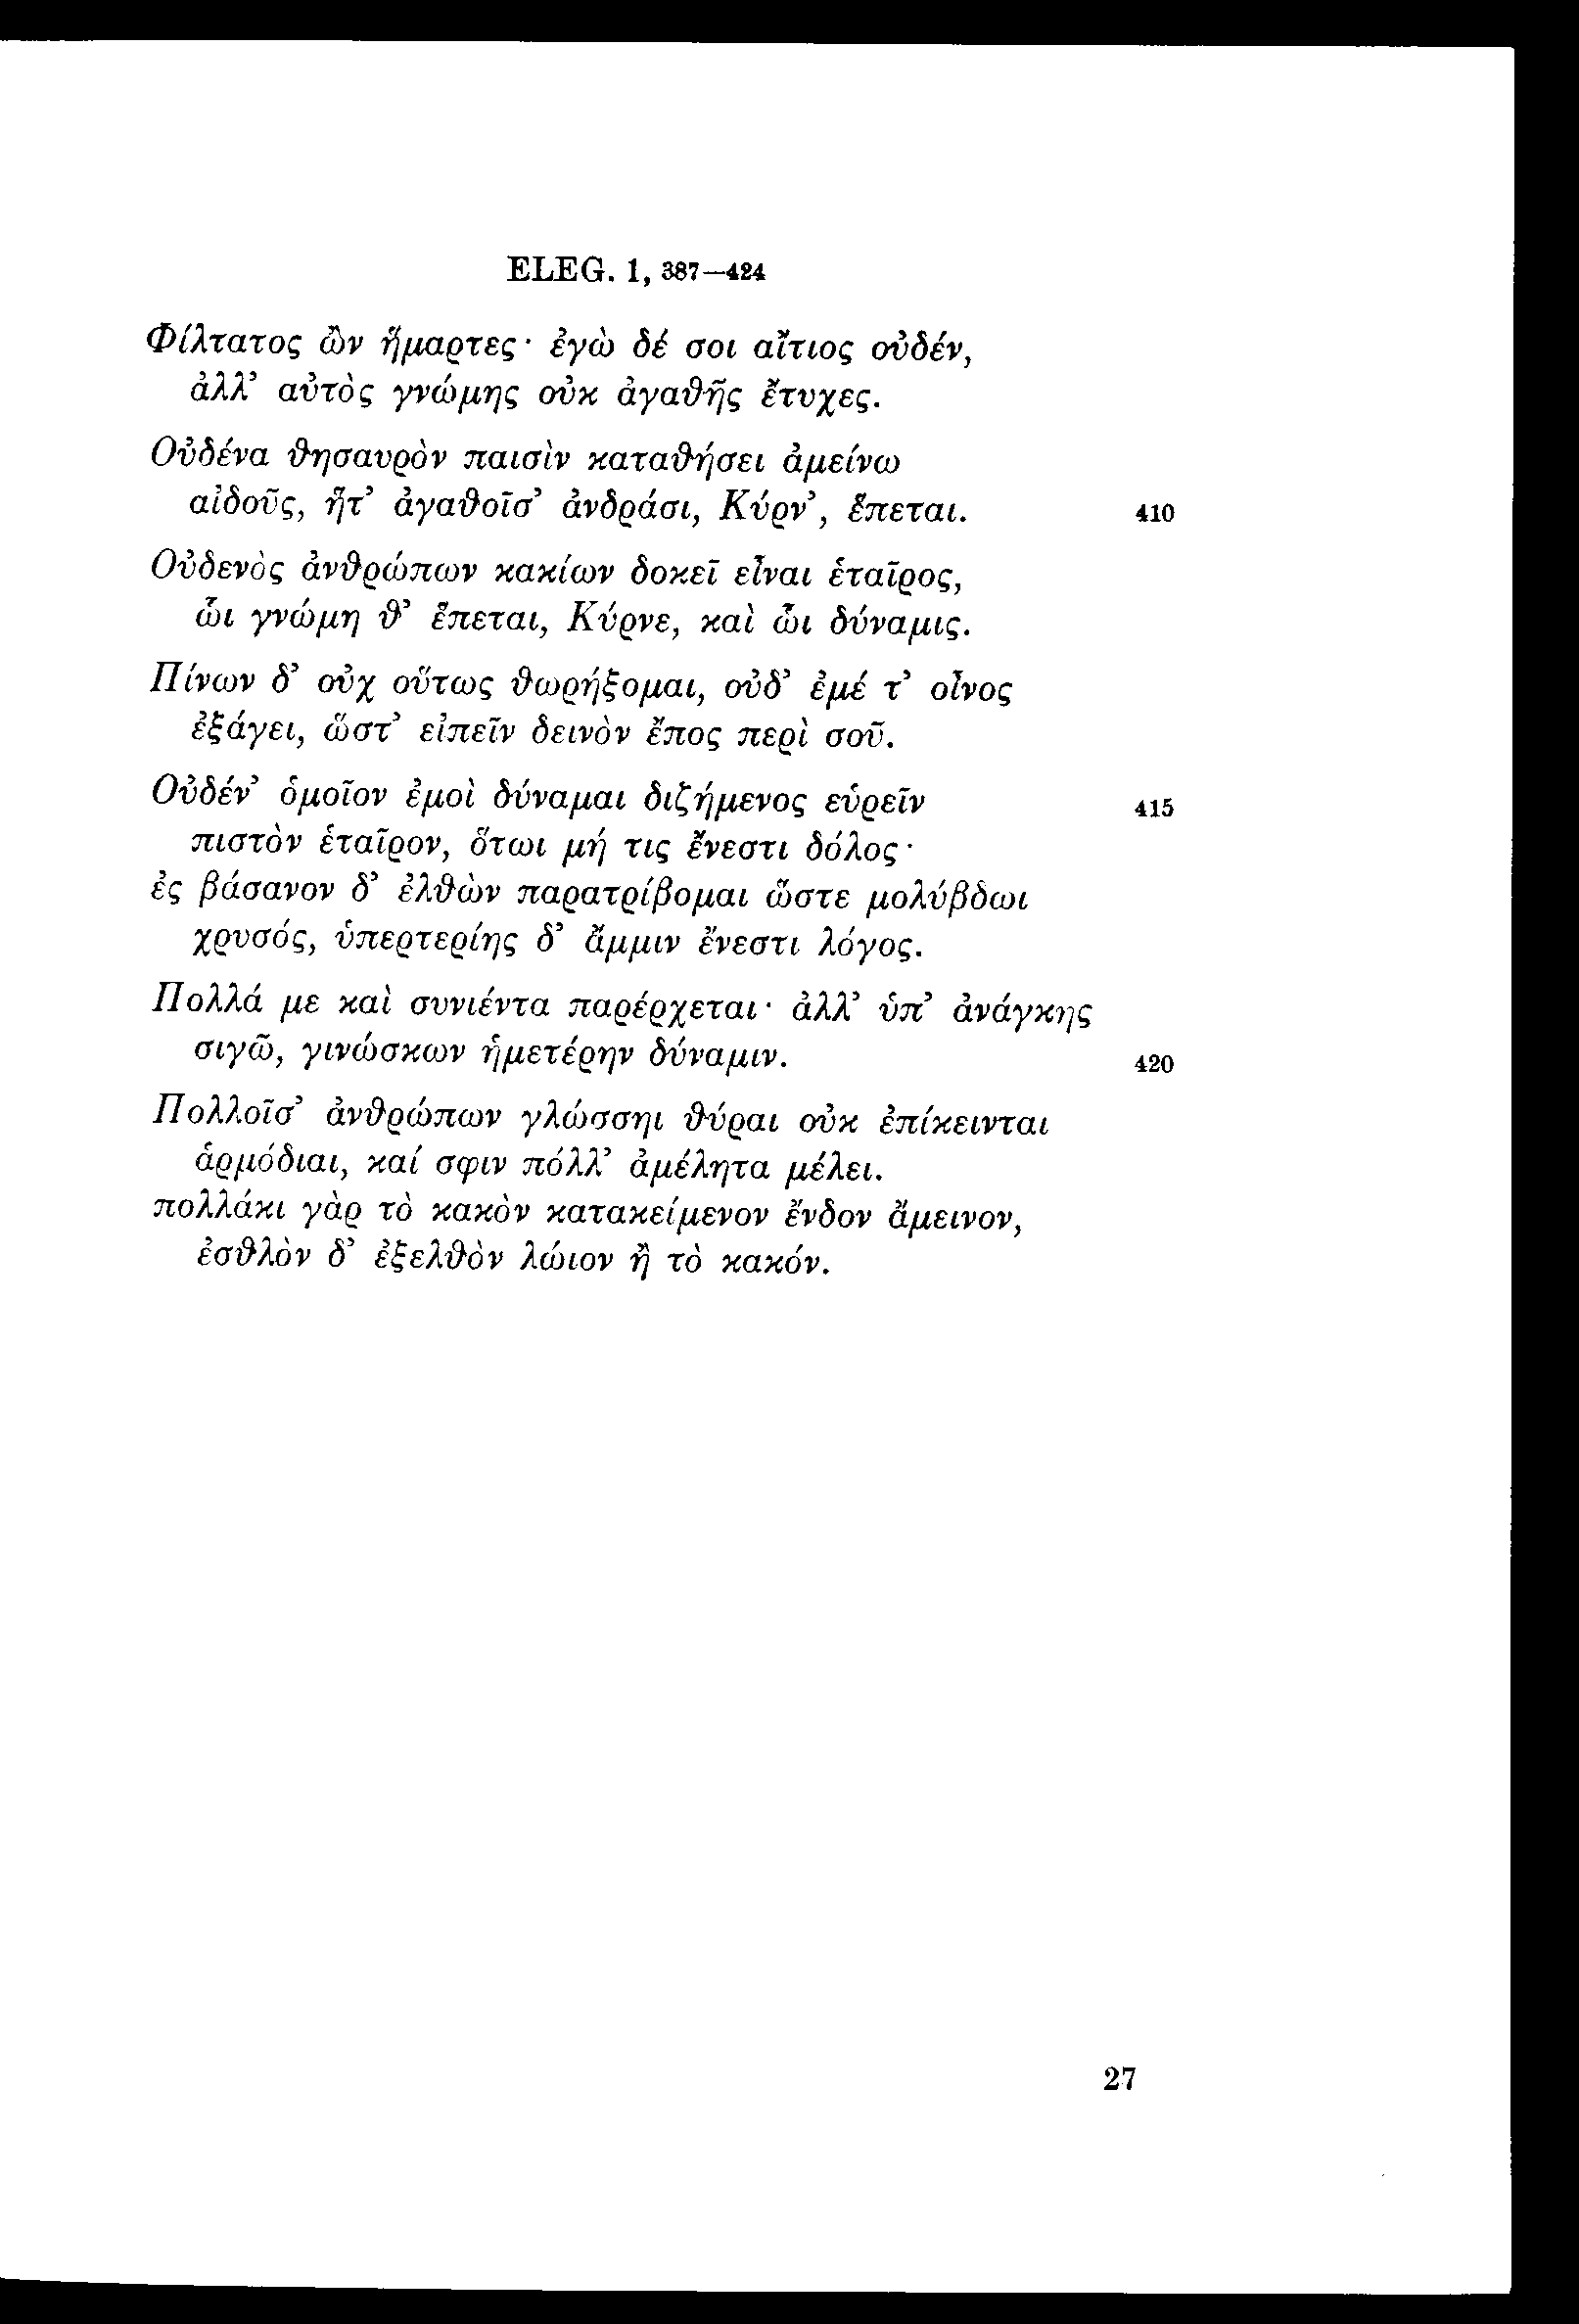 ELEG. 1, 387—424
Φίλτατος ὢν ἥμαρτες· ἐγὼ δέ σοι αἴτιος οὐδέν,
ἀλλ’ αὐτὸς γνώμης οὐκ ἀγαθῆς ἔτυχες.
Οὐδένα θησαυρὸν παισὶν καταθήσει ἀμείνω
αἰδοῦς, ἥτ’ ἀγαθοῖσ’ ἀνδράσι, Κύρν’, ἕπεται. 410
Οὐδενὸς ἀνθρώπων κακίων δοκεῖ εἶναι ἑταῖρος,
ὧι γνώμη θ’ ἕπεται, Κύρνε, καὶ ὧι δύναμις.
Πίνων δ’ οὐχ οὕτως θωρήξομαι, οὐδ’ ἐμέ τ’ οἶνος
ἐξάγει, ὥστ’ εἰπεῖν δεινὸν ἔπος περὶ σοῦ.
Οὐδέν’ ὁμοῖον ἐμοὶ δύναμαι διζήμενος εὑρεῖν 415
πιστὸν ἑταῖρον, ὅτωι μή τις ἔνεστι δόλος·
ἐς βάσανον δ’ ἐλθὼν παρατρίβομαι ὥστε μολύβδωι
χρυσός, ὑπερτερίης δ’ ἄμμιν ἔνεστι λόγος.
Πολλά με καὶ συνιέντα παρέρχεται· ἀλλ’ ὑπ’ ἀνάγκης
σιγῶ, γινώσκων ἡμετέρην δύναμιν. 420
Πολλοῖσ’ ἀνθρώπων γλώσσηι θύραι οὐκ ἐπίκεινται
ἁρμόδιαι, καί σφιν πόλλ’ ἀμέλητα μέλει.
πολλάκι γὰρ τὸ κακὸν κατακείμενον ἔνδον ἄμεινον,
ἐσθλὸν δ’ ἐξελθὸν λώιον ἢ τὸ κακόν.
27